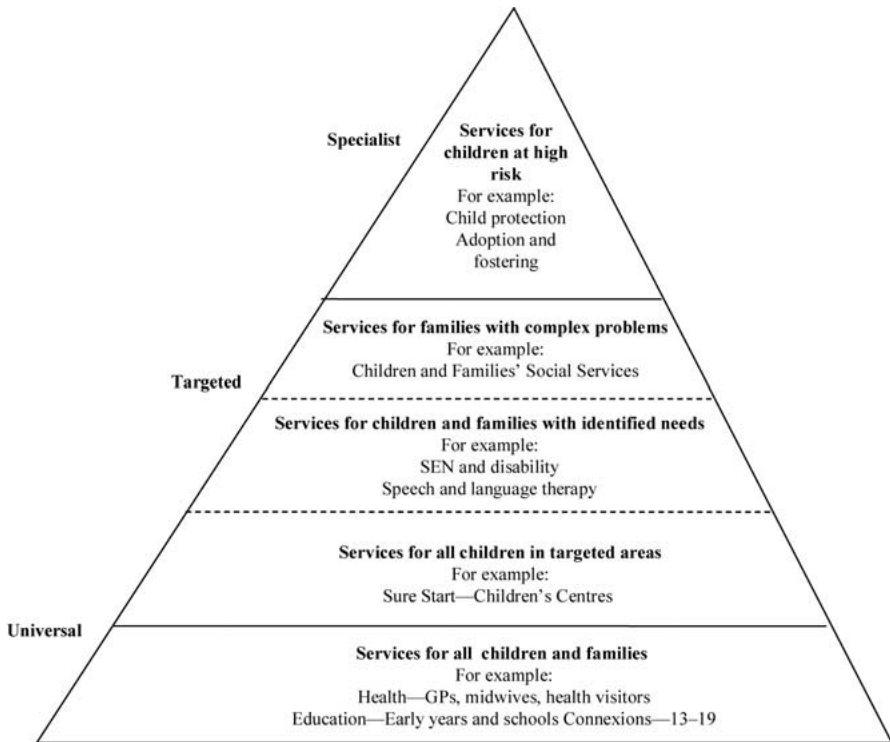 Specialist
Services for
children at high
risk
For example:
Child protection
Adoption and
fostering
Services for families with complex problems
For example:
Children and Families’ Social Services
Targeted
Services for children and families with identified needs
For example:
SEN and disability
Speech and language therapy
Services for all children in targeted areas
For example:
Sure Start—Children’s Centres
Universal
Services for all children and families
For example:
Health—GPs, midwives, health visitors
Education—Early years and schools Connexions—13–19